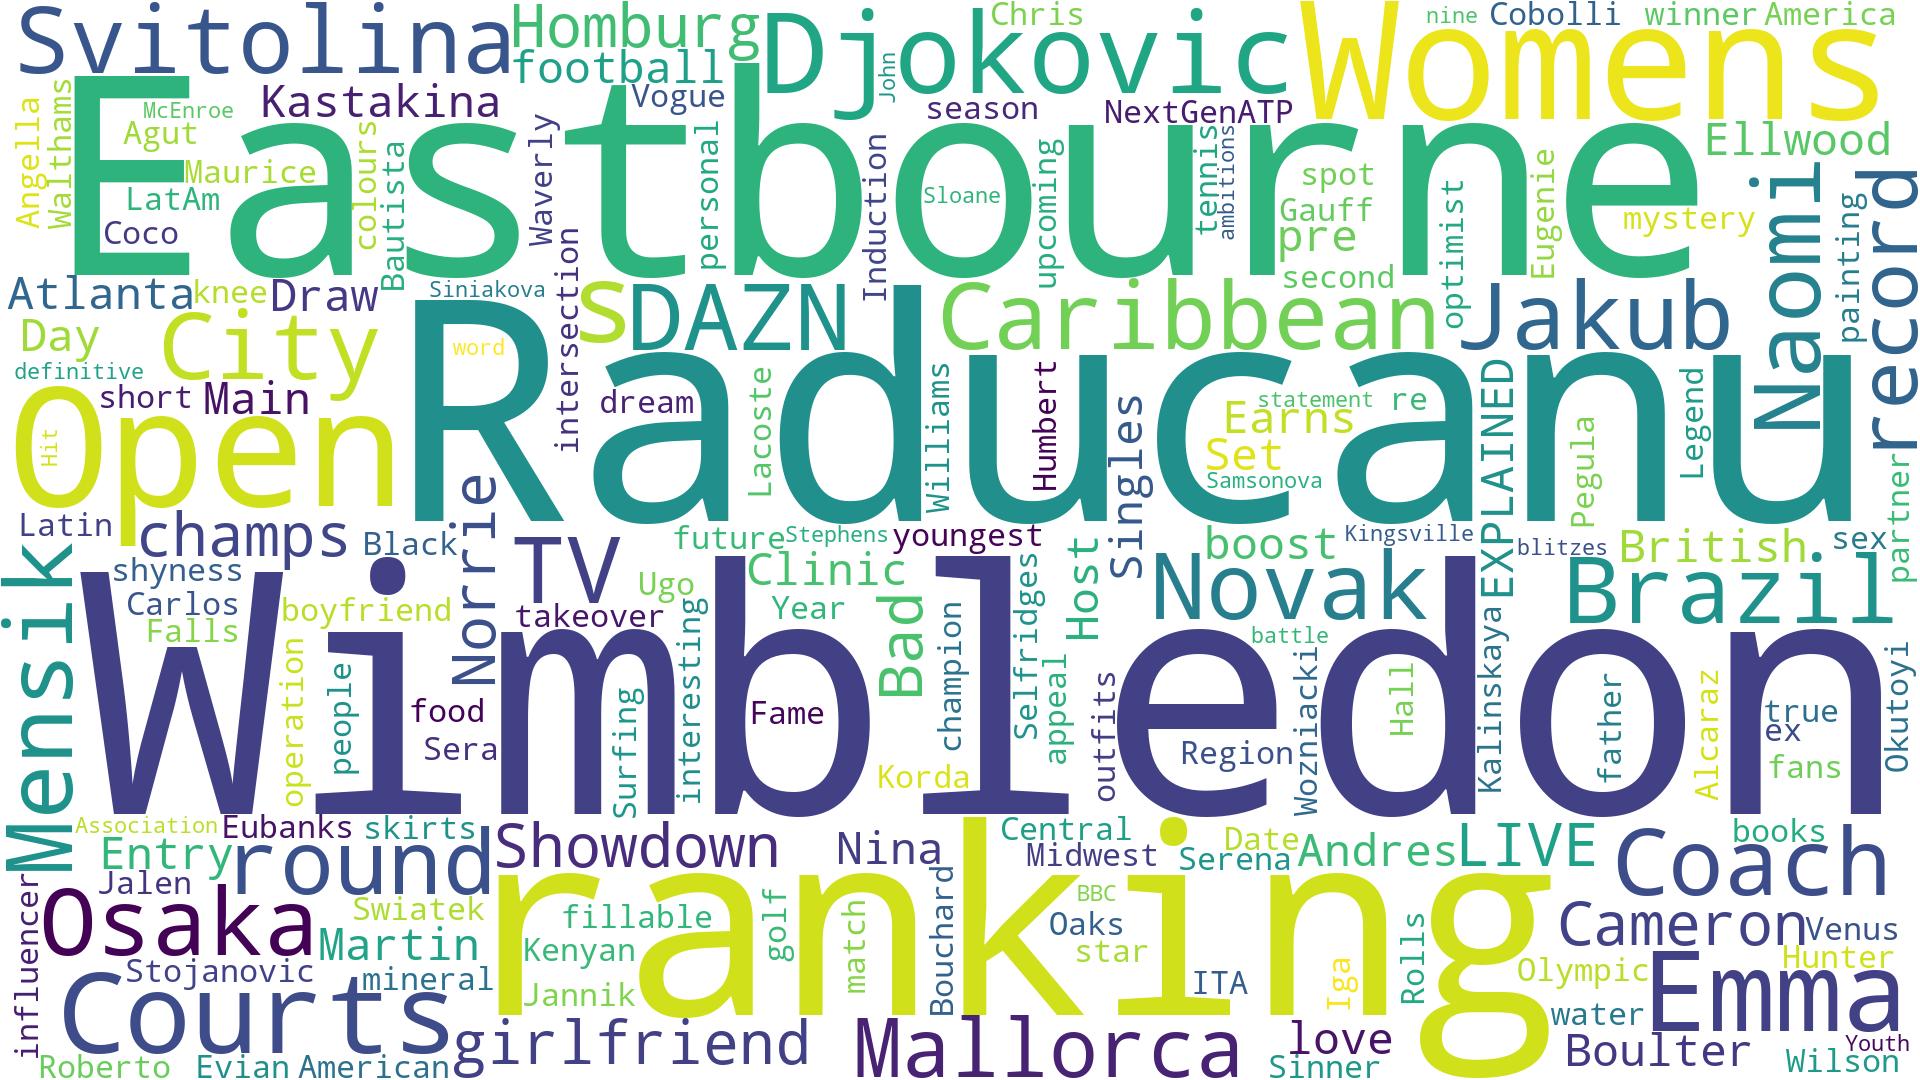 Svitolina Homburg Djokovic Chris Womens nine Cobolli winner America
football John
Angella Walthams McEnroe Agut Kastakina Vogue season NextGenATP
Eastbourne
Maurice LatAm Coco colours Bautista Waverly personal Induction Sloane upcoming tennis ambitions spot Gauff pre optimist Eugenie mystery Ellwood
Naomi painting record
Atlanta knee Draw Siniakova intersection s DAZN Caribbean second Jakub
Day City
definitive word
Raducanu
Open short Main dream Lacoste Williams Humbert Singles statement re Earns Set Samsonova EXPLAINED Pegula Legend partner
Hit
Latin champs Black Norrie TV future Stephens youngest boost Kingsville blitzes British sex
Mensik shyness Carlos Falls boyfriend takeover Ugo Clinic Year Bad Host Novak Brazil
Wimbledon
operation people food Sera Surfing interesting Fame Korda champion Selfridges appeal outfits battle Region Wozniacki Hall Kalinskaya father Alcaraz true ex fans Okutoyi
Association Eubanks skirts Showdown Nina Central Midwest Date Serena Andres LIVE Coach books
Entry round
ranking
influencer Jalen Osaka Swiatek Martin fillable Kenyan golf match Bouchard BBC Oaks star Rolls Cameron Venus
Stojanovic mineral Jannik ITA Iga Olympic Hunter
Courts girlfriend Mallorca love water Emma
Roberto Evian American Sinner Boulter Wilson Youth